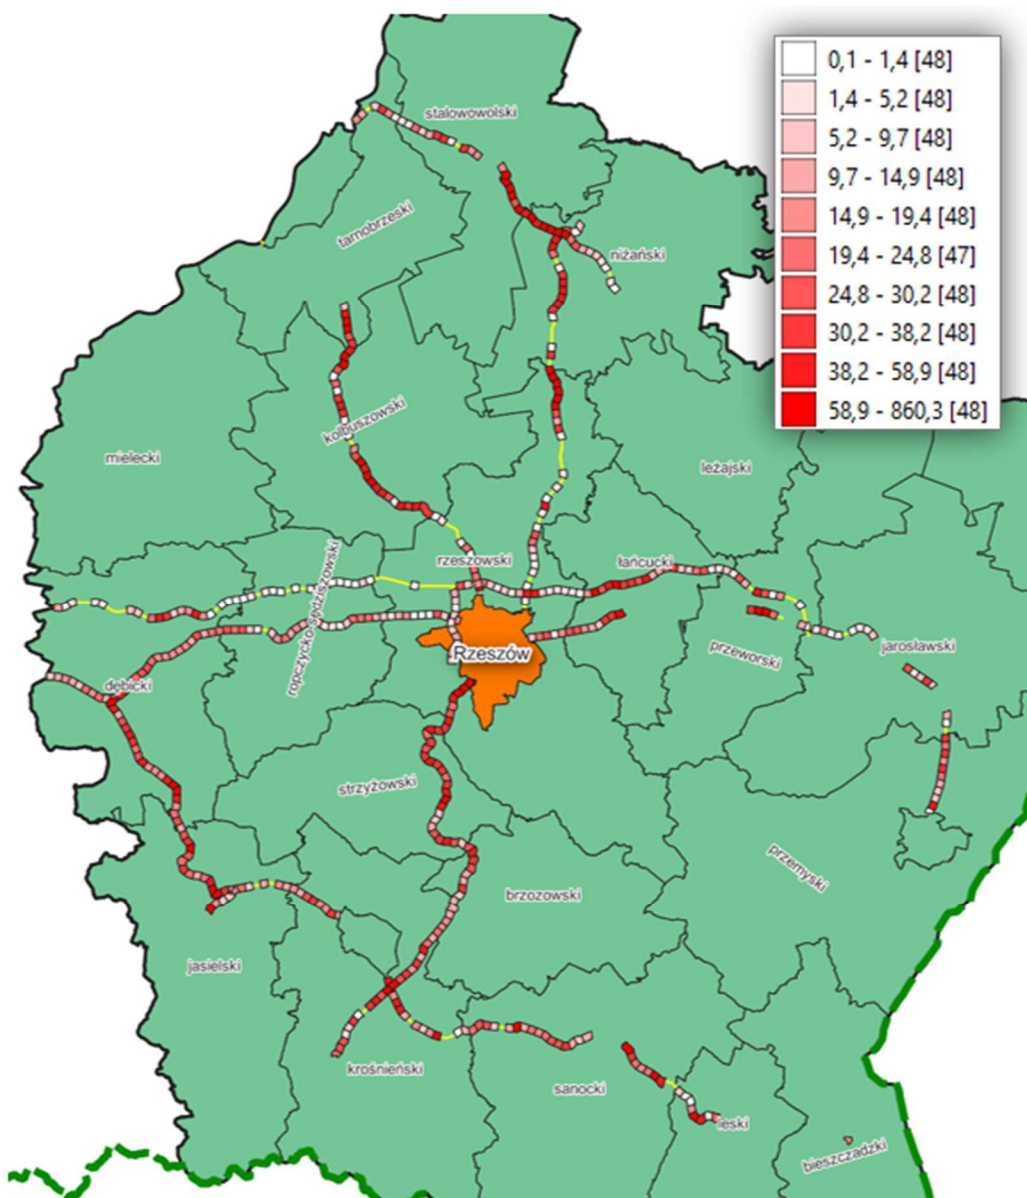 0,1 - 1,4 [48]
1,4 - 5,2 [48]
5,2 - 9,7 [48]
9,7 - 14,9 [48]
14,9 - 19,4 [48]
19,4 - 24,8 [47]
24,8 - 30,2 [48]
30,2 - 38,2 [48]
38,2 - 58,9 [48]
58,9 - 860,3 [48]
stalowowolski
tarnobrzeski
niżański
kolbuszowski
mielecki
leżajski
rzeszowski
łańcucki
ropczycko-sędziszowski
Rzeszów
przeworski
jarosławski
dębicki
strzyżowski
przemyski
brzozowski
jasielski
krośnieński
sanocki
leski
bieszczadzki